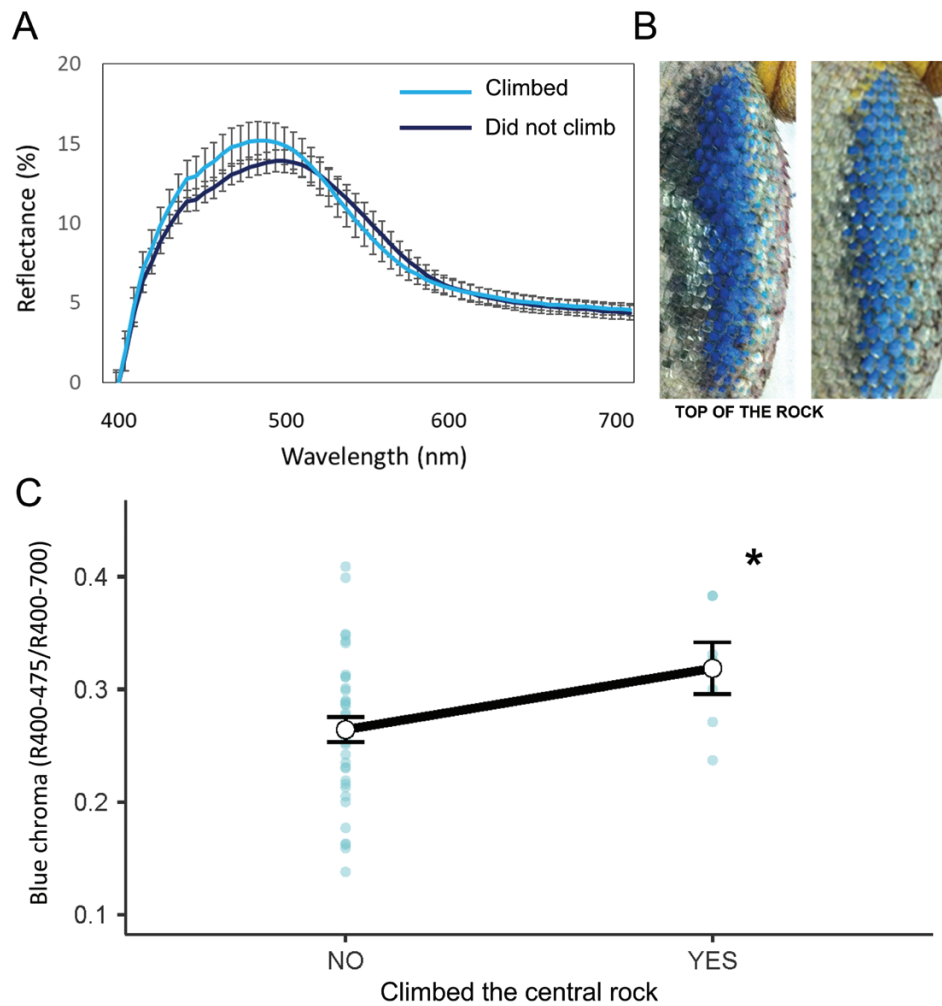 A
20
15
10
5
0
Reflectance (%)
Climbed
Did not climb
400
500
600
700
Wavelength (nm)
B
TOP OF THE ROCK
C
Blue chroma (R400-475/R400-700)
0.4
0.3
0.2
0.1
*
NO
YES
Climbed the central rock